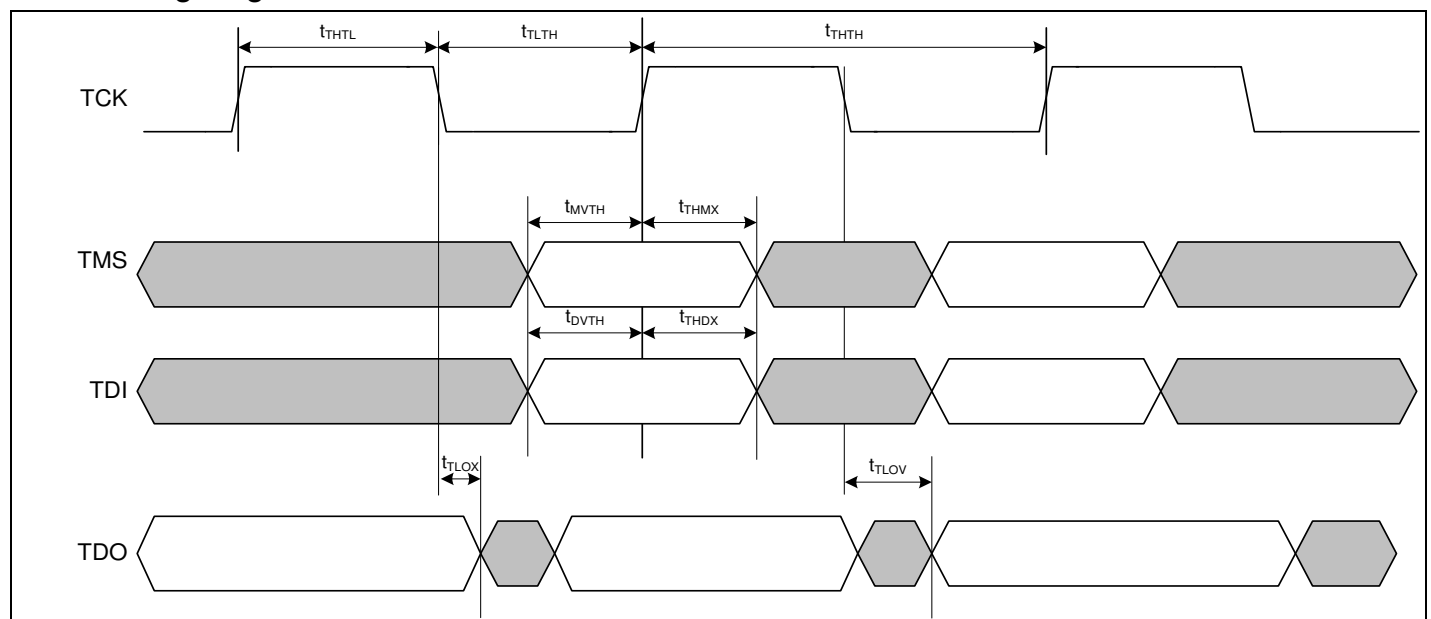 tTHTL tTLTH tTHTH
TCK
tMVTH tTHMX
TMS
tDVTH tTHDX
TDI
tTLOX tTLOV
TDO